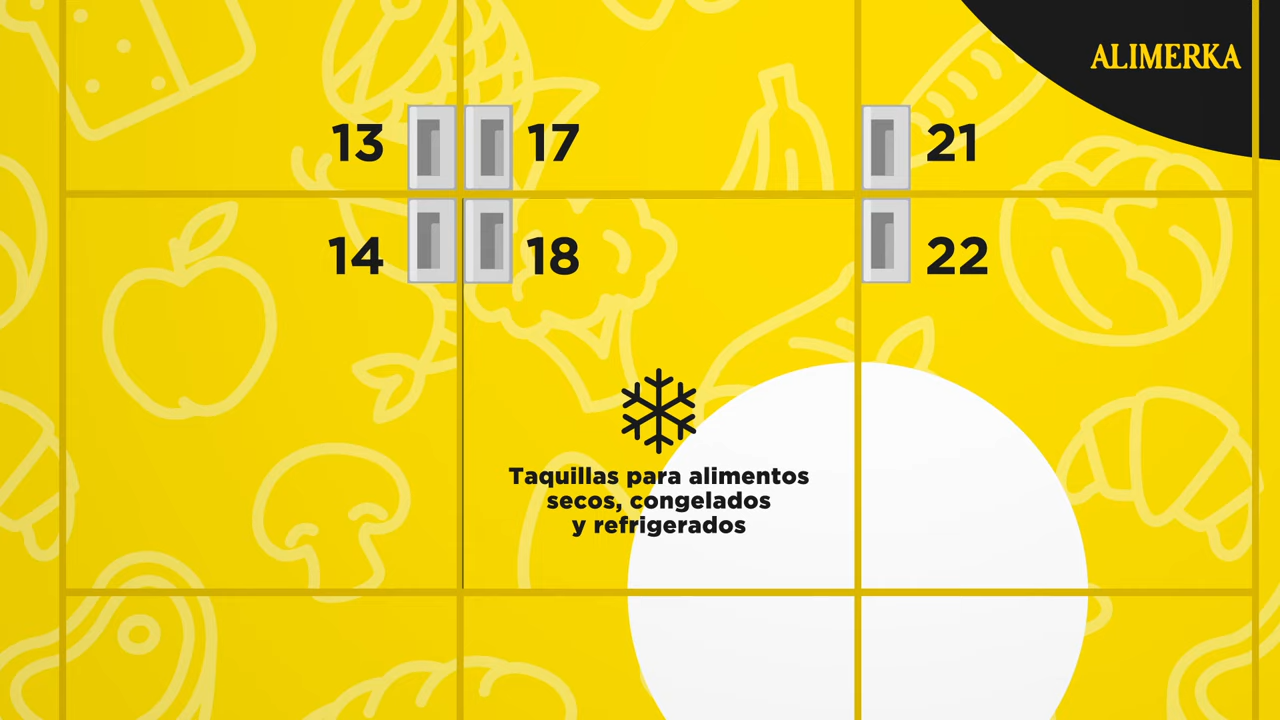 ALIMERKA
13 17 21
14 18 22
Taquillas para alimentos
secos, congelados
y refrigerados